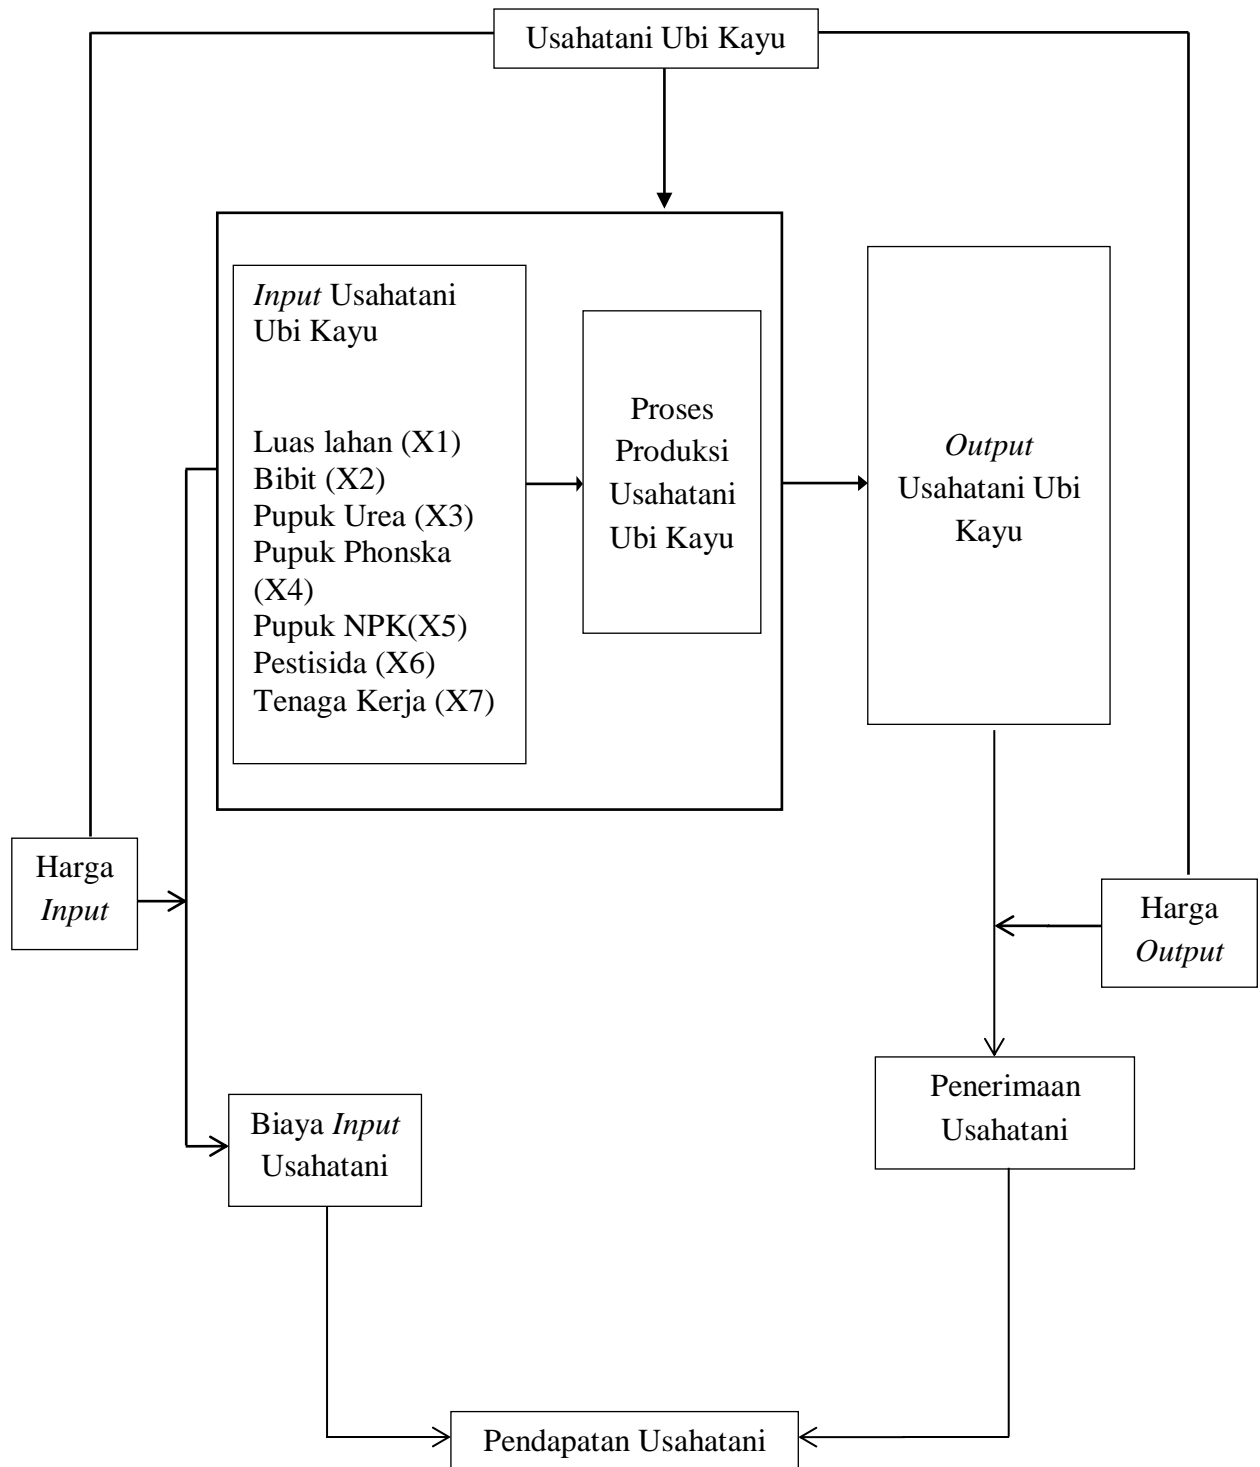 Usahatani Ubi Kayu
Input Usahatani
Ubi Kayu
Luas lahan (X1)
Bibit (X2)
Pupuk Urea (X3)
Pupuk Phonska
(X4)
Pupuk NPK(X5)
Pestisida (X6)
Tenaga Kerja (X7)
Proses
Produksi
Usahatani
Ubi Kayu
Output
Usahatani Ubi
Kayu
Harga
Input
Harga
Output
Biaya Input
Usahatani
Penerimaan
Usahatani
Pendapatan Usahatani